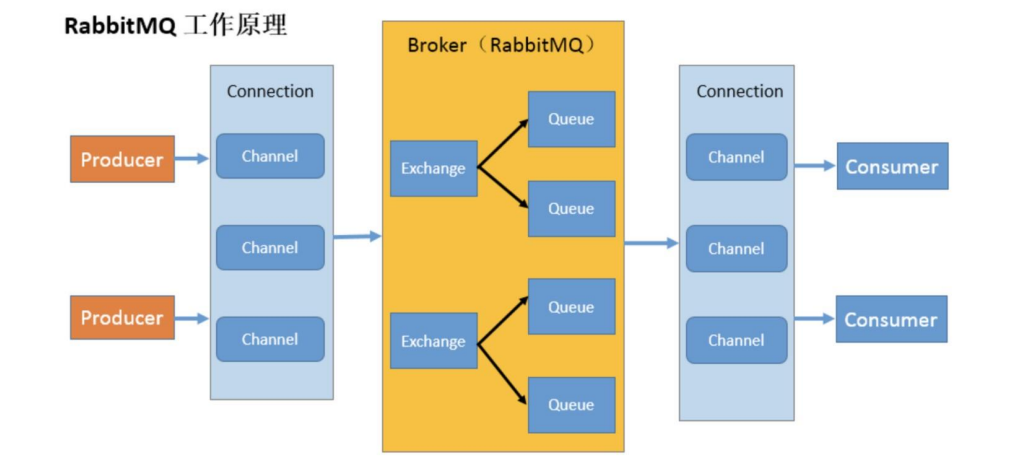 RabbitMQ 工作原理
Producer
Producer
Connection
Channel
Channel
Channel
Broker（RabbitMQ）
Exchange
Queue
Queue
Exchange
Queue
Queue
Connection
Channel
Channel
Channel
Consumer
Consumer